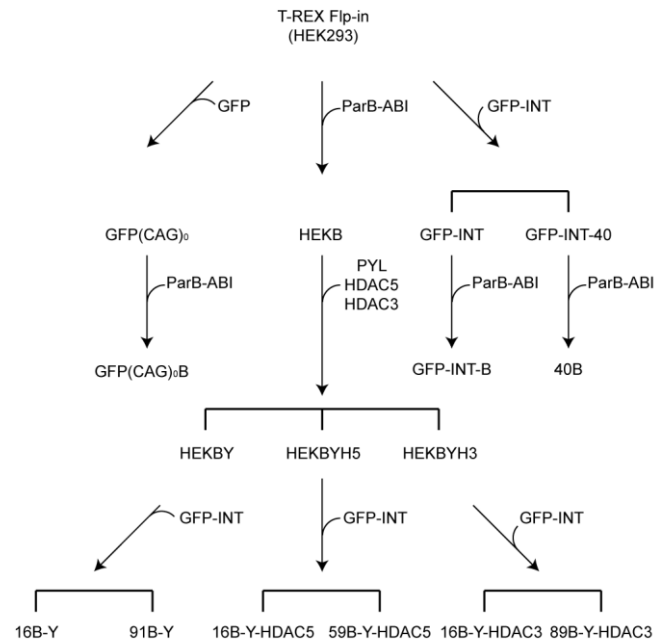 T-REX Flp-in
(HEK293)
GFP
ParB-ABI
GFP-INT
GFP(CAG)₀
HEKB
GFP-INT
GFP-INT-40
ParB-ABI
PYL
HDAC5
HDAC3
ParB-ABI
ParB-ABI
GFP(CAG)₀B
GFP-INT-B
40B
HEKBY
HEKBYH5
HEKBYH3
GFP-INT
GFP-INT
GFP-INT
16B-Y
91B-Y
16B-Y-HDAC5
59B-Y-HDAC5
16B-Y-HDAC3
89B-Y-HDAC3